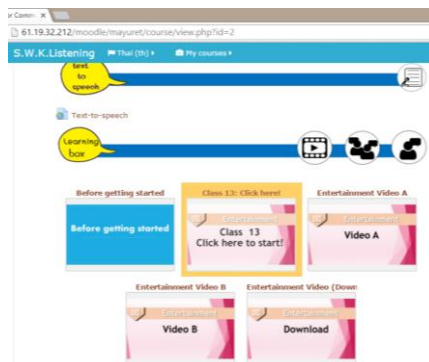 or Comm x
61.19.32.212/moodle/mayuret/course/view.php?id=2
S.W.K.Listening Thai (th) My courses
text
to
speech
Text-to-speech
Learning
box
Before getting started
Class 13: Click here!
Entertainment Video A
Before getting started
Entertainment
Class 13
Click here to start!
Entertainment
Video A
Entertainment Video B
Entertainment Video (Down
Entertainment
Video B
Entertainment
Download